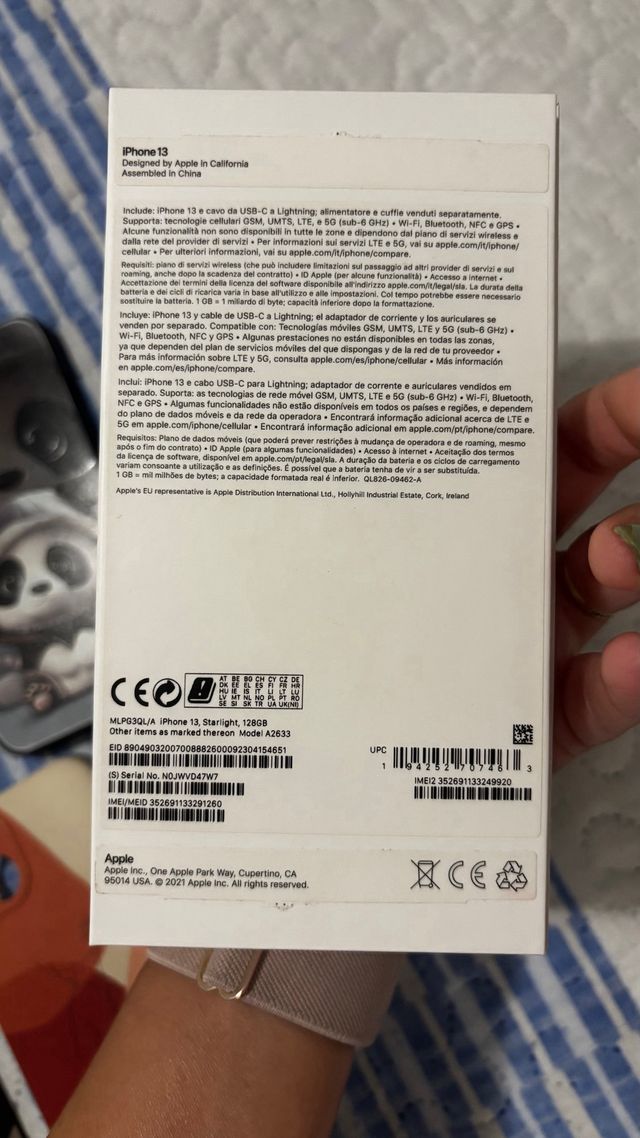 iPhone 13
Designed by Apple in California
Assembled in China
Include: iPhone 13 e cavo da USB-C a Lightning; alimentatore e cuffie venduti separatamente.
Supporta: tecnologie cellulari GSM, UMTS, LTE, e 5G (sub-6 GHz) • Wi-Fi, Bluetooth, NFC e GPS •
Alcune funzionalità non sono disponibili in tutte le zone e dipendono dal piano di servizi wireless e
dalla rete del provider di servizi • Per informazioni sui servizi LTE e 5G, vai su apple.com/it/iphone/
cellular • Per ulteriori informazioni, vai su apple.com/it/iphone/compare.
Requisiti: piano di servizi wireless (che può includere limitazioni sul passaggio ad altri provider di servizi e sul
roaming, anche dopo la scadenza del contratto) • ID Apple (per alcune funzionalità) • Accesso a internet •
Accettazione dei termini della licenza del software disponibile all'indirizzo apple.com/it/legal/sla. La durata della
batteria e dei cicli di ricarica varia in base all'utilizzo e alle impostazioni. Col tempo potrebbe essere necessario
sostituire la batteria. 1 GB = 1 miliardo di byte; capacità inferiore dopo la formattazione.
Incluye: iPhone 13 y cable de USB-C a Lightning; el adaptador de corriente y los auriculares se
venden por separado. Compatible con: Tecnologías móviles GSM, UMTS, LTE y 5G (sub-6 GHz) •
Wi-Fi, Bluetooth, NFC y GPS • Algunas prestaciones no están disponibles en todas las zonas,
ya que dependen del plan de servicios móviles del que dispongas y de la red de tu proveedor •
Para más información sobre LTE y 5G, consulta apple.com/es/iphone/cellular • Más información
en apple.com/es/iphone/compare.
Inclui: iPhone 13 e cabo USB-C para Lightning; adaptador de corrente e auriculares vendidos em
separado. Suporta: as tecnologias de rede móvel GSM, UMTS, LTE e 5G (sub-6 GHz) • Wi-Fi, Bluetooth,
NFC e GPS • Algumas funcionalidades não estão disponíveis em todos os países e regiões, e dependem
do plano de dados móveis e da rede da operadora • Encontrará informação adicional acerca de LTE e
5G em apple.com/iphone/cellular • Encontrará informação adicional em apple.com/pt/iphone/compare.
Requisitos: Plano de dados móveis (que poderá prever restrições à mudança de operadora e de roaming, mesmo
após o fim do contrato) • ID Apple (para algumas funcionalidades) • Acesso à internet • Aceitação dos termos
da licença de software, disponível em apple.com/pt/legal/sla. A duração da bateria e os ciclos de carregamento
variam consoante a utilização e as definições. É possível que a bateria tenha de vir a ser substituída.
1 GB = mil milhões de bytes; a capacidade formatada real é inferior. QL826-09462-A
Apple's EU representative is Apple Distribution International Ltd., Hollyhill Industrial Estate, Cork, Ireland
CE
AT BE BG CH CY CZ DE
DK EE EL ES FI FR HR
HU IE IS IT LI LT LU
LV MT NL NO PL PT RO
SE SI SK TR UA UK(NI)
MLPG3QL/A iPhone 13, Starlight, 128GB
Other items as marked thereon Model A2633
EID 89049032007008882600092304154651
UPC
1 94252 70746 3
(S) Serial No. N0JWVD47W7
IMEI2 352691133249920
IMEI/MEID 352691133291260
Apple
Apple Inc., One Apple Park Way, Cupertino, CA
95014 USA. © 2021 Apple Inc. All rights reserved.
CE